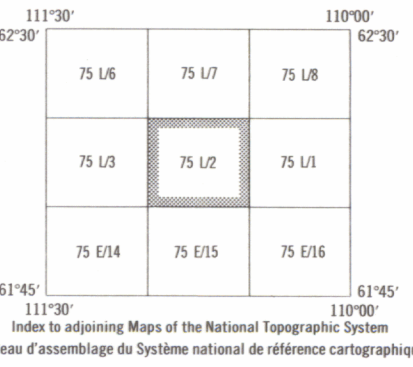 111°30′ 110°00′
62°30′ 62°30′
75 L/6 75 L/7 75 L/8
75 L/3 75 L/2 75 L/1
75 E/14 75 E/15 75 E/16
61°45′ 61°45′
111°30′ 110°00′
Index to adjoining Maps of the National Topographic System
d'assemblage du Système national de référence